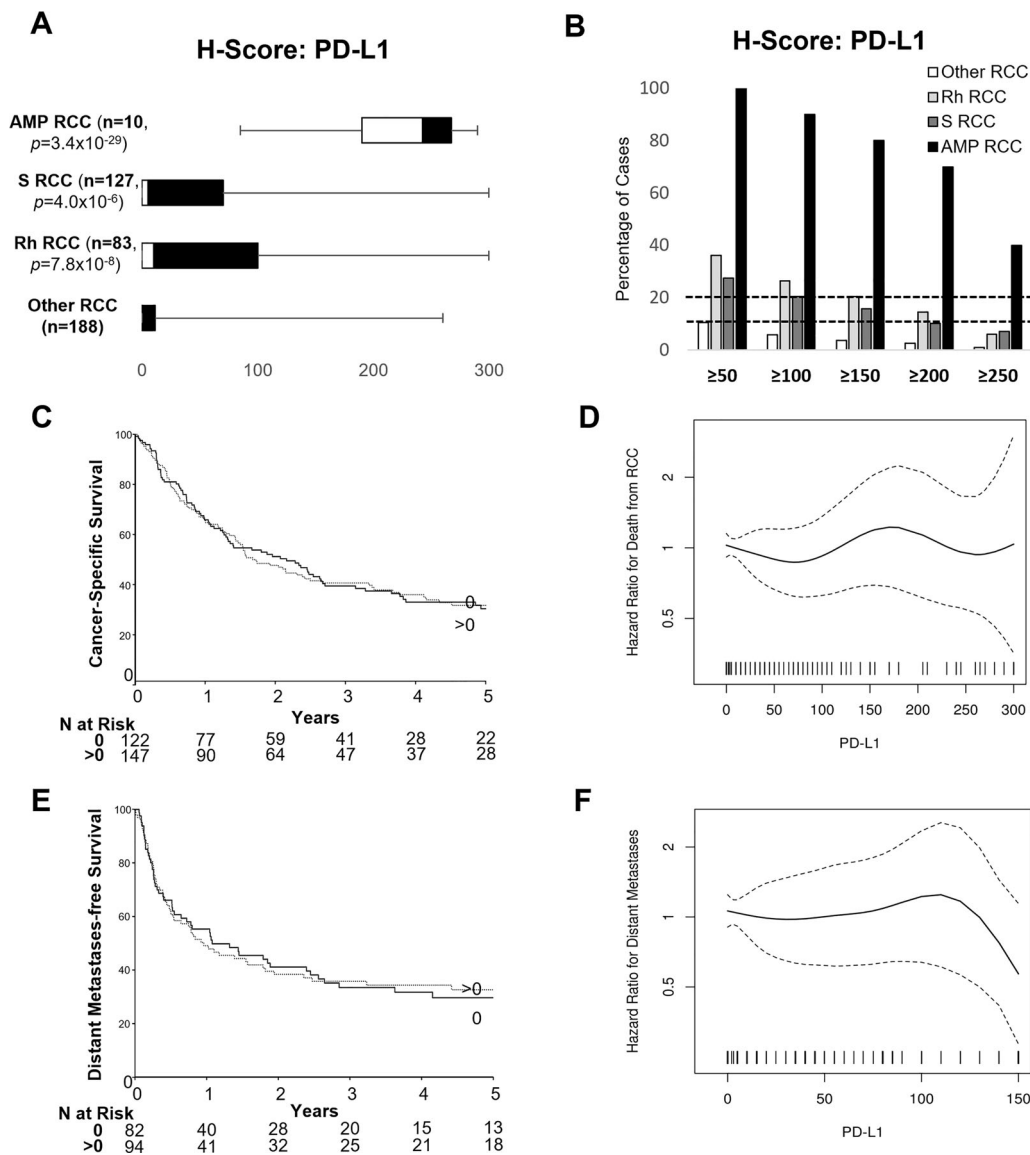 A
H-Score: PD-L1
AMP RCC (n=10,
p=3.4x10⁻²⁹)
S RCC (n=127,
p=4.0x10⁻⁶)
Rh RCC (n=83,
p=7.8x10⁻⁸)
Other RCC
(n=188)
0 100 200 300
B
H-Score: PD-L1
Other RCC
Rh RCC
S RCC
AMP RCC
Percentage of Cases
100
80
60
40
20
0
≥50 ≥100 ≥150 ≥200 ≥250
C
Cancer-Specific Survival
100
80
60
40
20
0
0
>0
0 1 2 3 4 5
Years
N at Risk
0 122 77 59 41 28 22
>0 147 90 64 47 37 28
D
Hazard Ratio for Death from RCC
2
1
0.5
0 50 100 150 200 250 300
PD-L1
E
Distant Metastases-free Survival
100
80
60
40
20
0
>0
0
0 1 2 3 4 5
Years
N at Risk
0 82 40 28 20 15 13
>0 94 41 32 25 21 18
F
Hazard Ratio for Distant Metastases
2
1
0.5
0 50 100 150
PD-L1